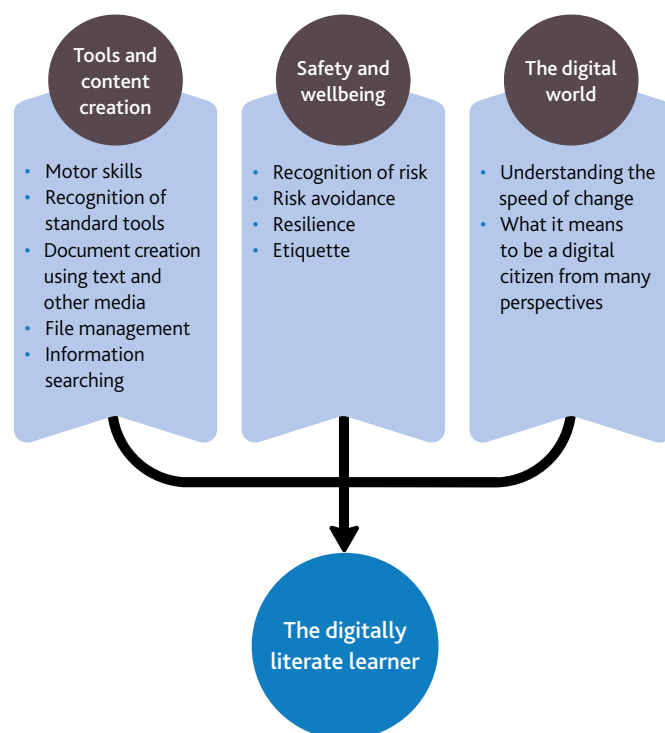 Tools and
content
creation
• Motor skills
• Recognition of
standard tools
• Document creation
using text and
other media
• File management
• Information
searching
Safety and
wellbeing
• Recognition of risk
• Risk avoidance
• Resilience
• Etiquette
The digital
world
• Understanding the
speed of change
• What it means
to be a digital
citizen from many
perspectives
The digitally
literate learner